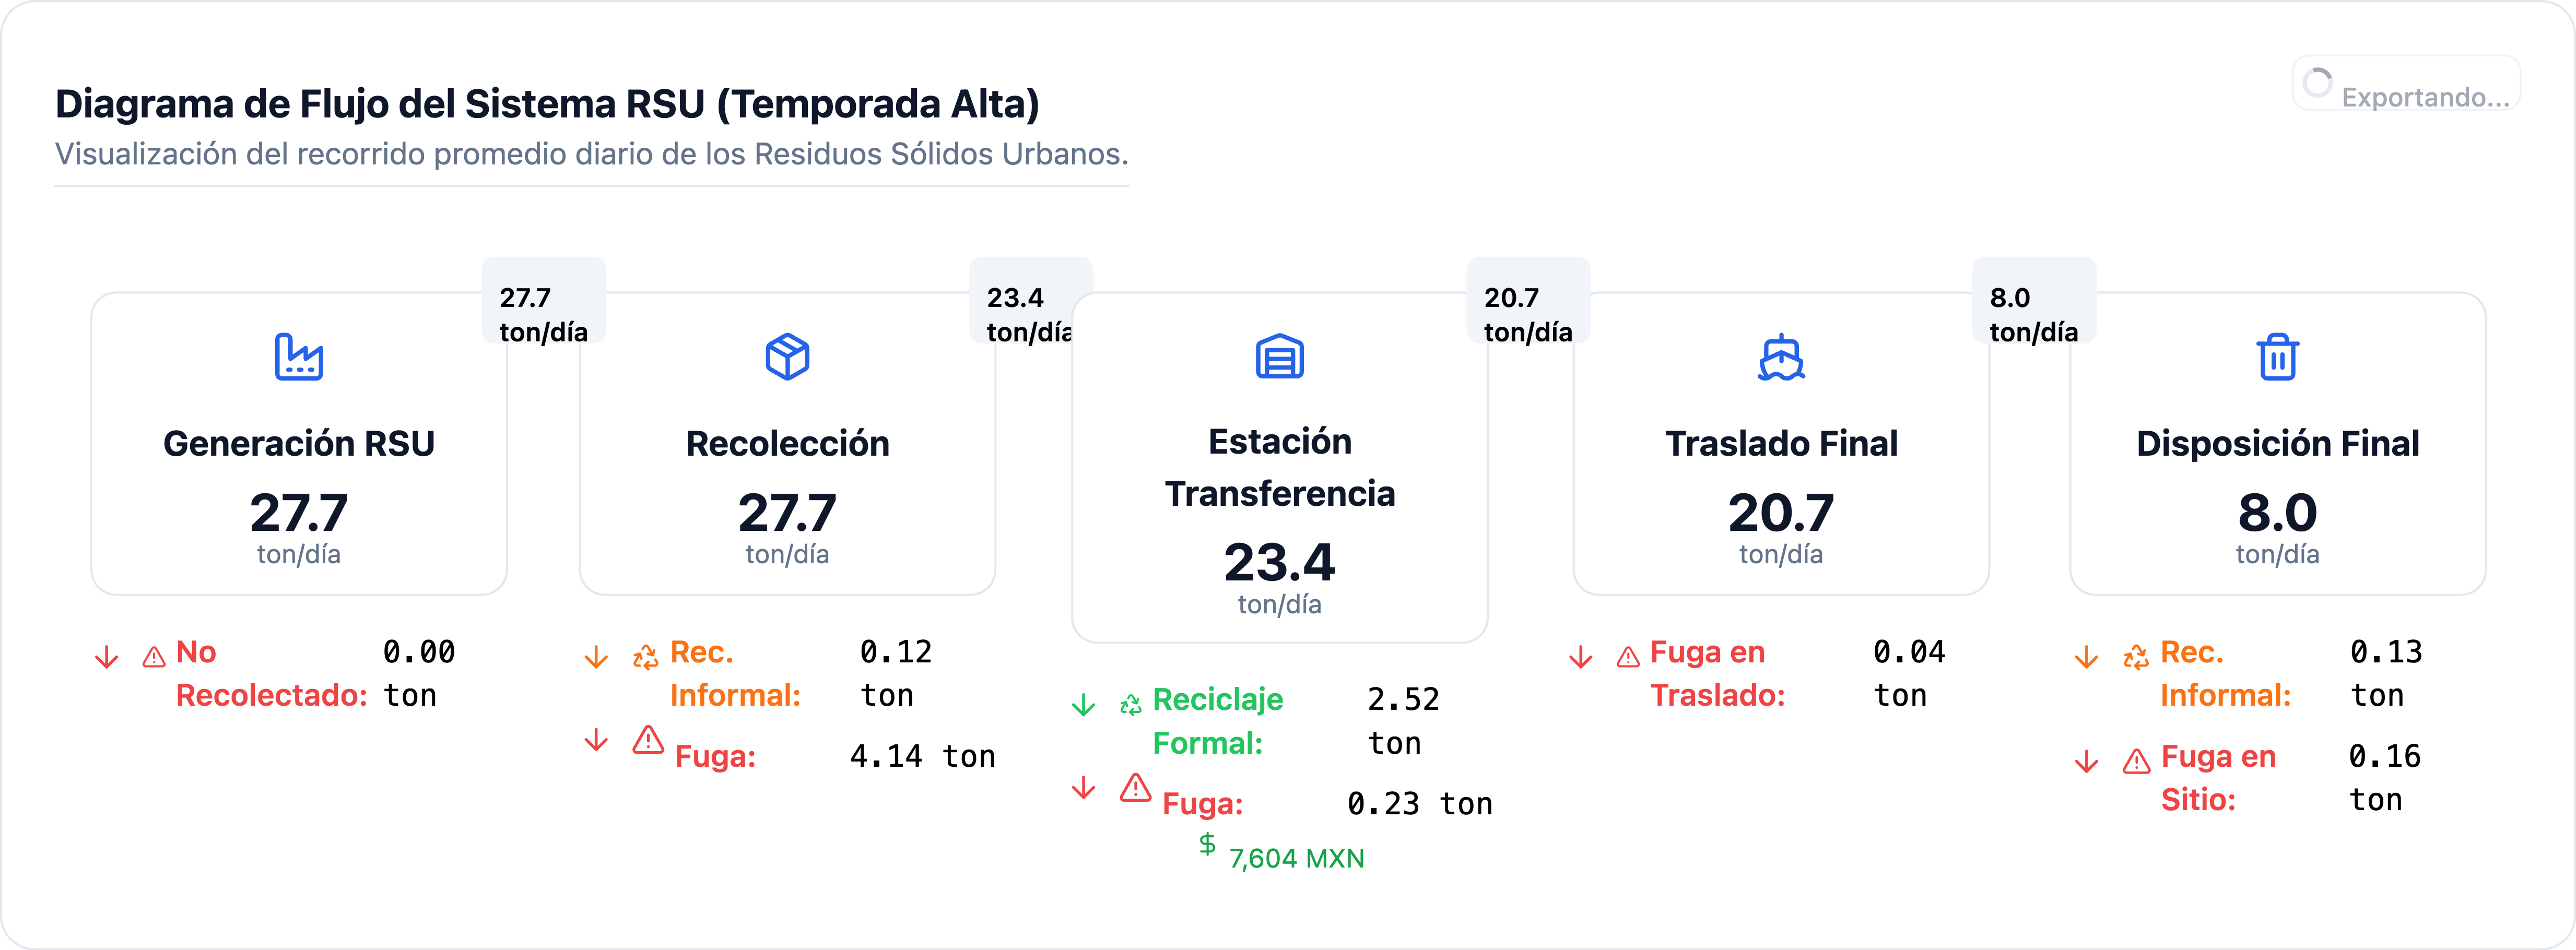 Diagrama de Flujo del Sistema RSU (Temporada Alta)
Visualización del recorrido promedio diario de los Residuos Sólidos Urbanos.
Exportando...
27.7
ton/día
23.4
ton/día
20.7
ton/día
8.0
ton/día
Generación RSU
27.7
ton/día
No
Recolectado:
0.00
ton
Recolección
27.7
ton/día
Rec.
Informal:
0.12
ton
Fuga:
4.14 ton
Estación
Transferencia
23.4
ton/día
Reciclaje
Formal:
2.52
ton
Fuga:
0.23 ton
$ 7,604 MXN
Traslado Final
20.7
ton/día
Fuga en
Traslado:
0.04
ton
Disposición Final
8.0
ton/día
Rec.
Informal:
0.13
ton
Fuga en
Sitio:
0.16
ton